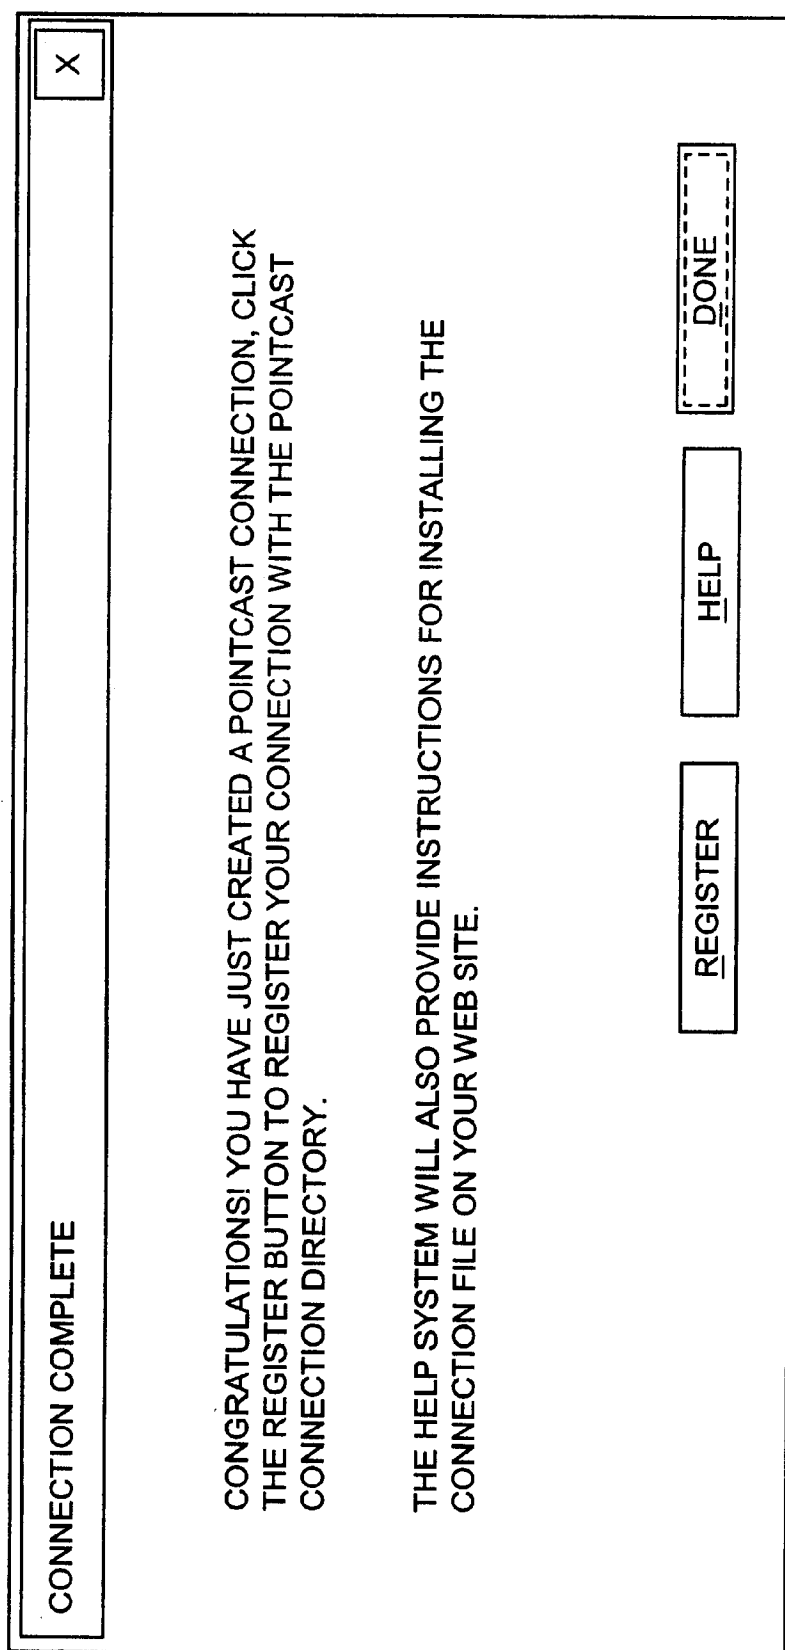 CONNECTION COMPLETE
X
CONGRATULATIONS! YOU HAVE JUST CREATED A POINTCAST CONNECTION, CLICK
THE REGISTER BUTTON TO REGISTER YOUR CONNECTION WITH THE POINTCAST
CONNECTION DIRECTORY.
THE HELP SYSTEM WILL ALSO PROVIDE INSTRUCTIONS FOR INSTALLING THE
CONNECTION FILE ON YOUR WEB SITE.
REGISTER
HELP
DONE